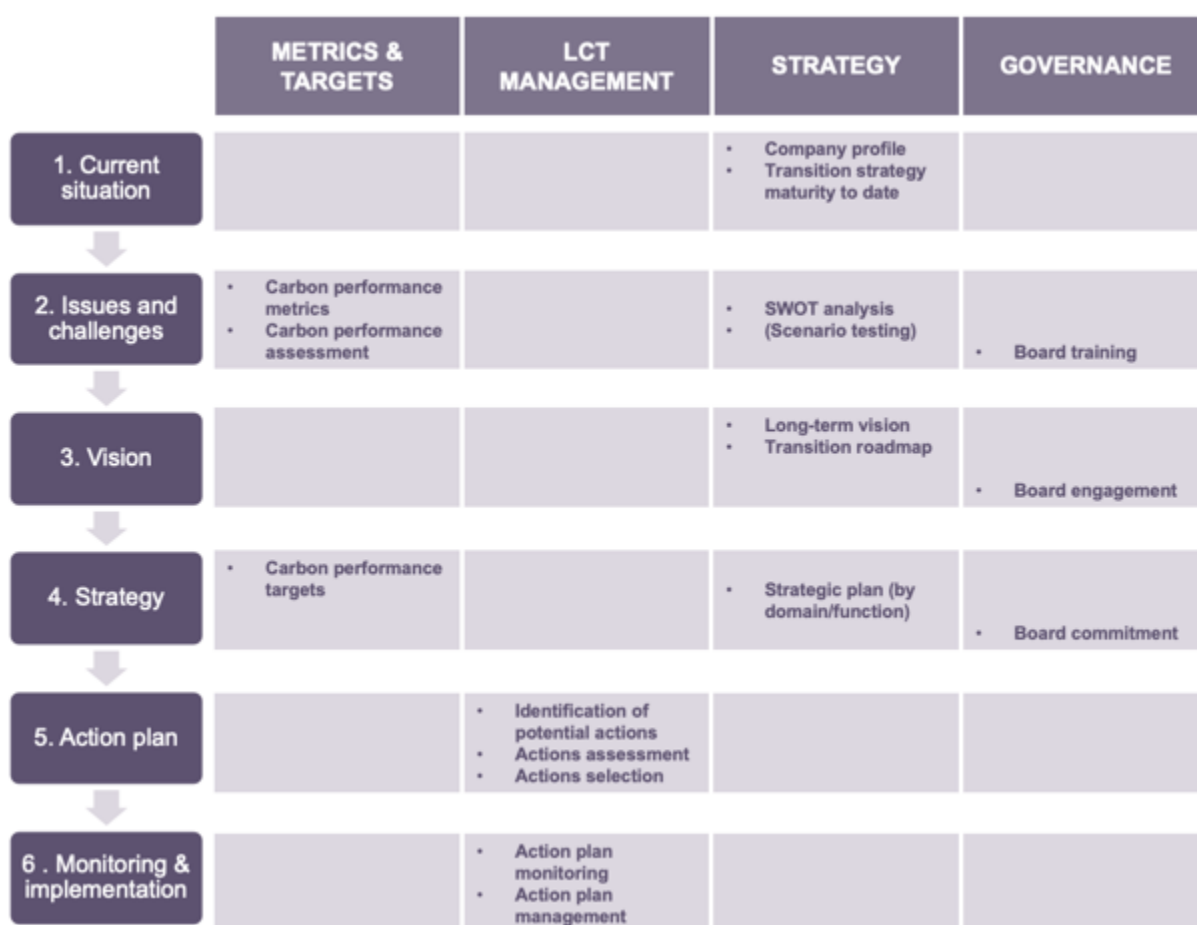 METRICS &
TARGETS
LCT
MANAGEMENT
STRATEGY
GOVERNANCE
1. Current
situation
• Company profile
• Transition strategy
maturity to date
2. Issues and
challenges
• Carbon performance
metrics
• Carbon performance
assessment
• SWOT analysis
• (Scenario testing)
• Board training
3. Vision
• Long-term vision
• Transition roadmap
• Board engagement
4. Strategy
• Carbon performance
targets
• Strategic plan (by
domain/function)
• Board commitment
5. Action plan
• Identification of
potential actions
• Actions assessment
• Actions selection
6 . Monitoring &
implementation
• Action plan
monitoring
• Action plan
management